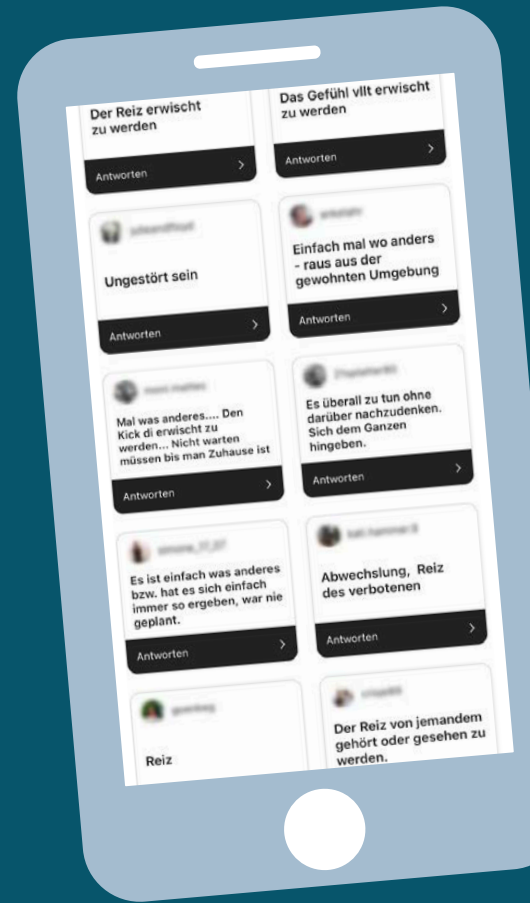 Der Reiz erwischt
zu werden
Antworten
Das Gefühl vllt erwischt
zu werden
Antworten
Ungestört sein
Antworten
Einfach mal wo anders
- raus aus der
gewohnten Umgebung
Antworten
Mal was anderes.... Den
Kick di erwischt zu
werden... Nicht warten
müssen bis man Zuhause ist
Antworten
Es überall zu tun ohne
darüber nachzudenken.
Sich dem Ganzen
hingeben.
Antworten
Es ist einfach was anderes
bzw. hat es sich einfach
immer so ergeben, war nie
geplant.
Antworten
Abwechslung, Reiz
des verbotenen
Antworten
Reiz
Der Reiz von jemandem
gehört oder gesehen zu
werden.